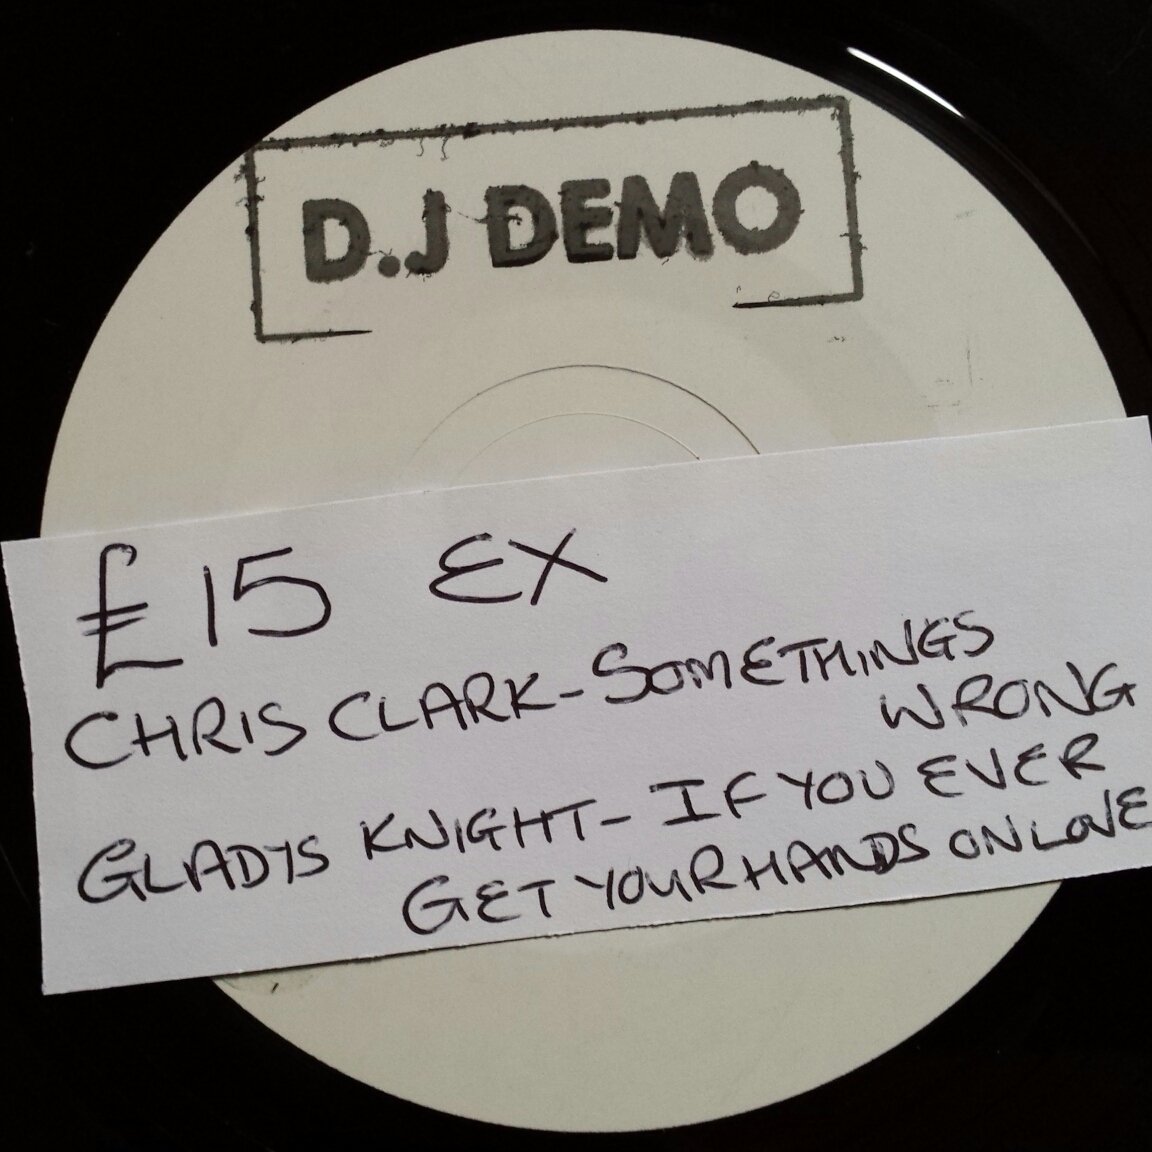 D.J DEMO
£15 EX
CHRIS CLARK-SOMETHINGS
WRONG
GLADYS KNIGHT- IF YOU EVER
GET YOUR HANDS ON LOVE